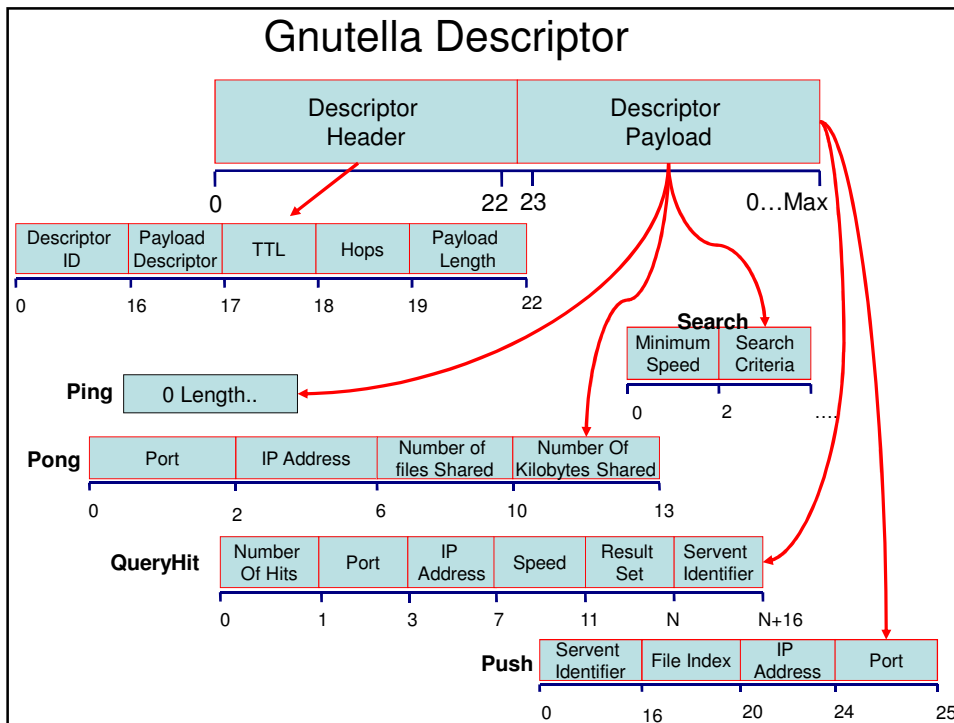 Gnutella Descriptor
Descriptor
Header
Descriptor
Payload
0
22
23
0…Max
Descriptor
ID
Payload
Descriptor
TTL
Hops
Payload
Length
0
16
17
18
19
22
Search
Minimum
Speed
Search
Criteria
0
2
....
Ping
0 Length..
Pong
Port
IP Address
Number of
files Shared
Number Of
Kilobytes Shared
0
2
6
10
13
QueryHit
Number
Of Hits
Port
IP
Address
Speed
Result
Set
Servent
Identifier
0
1
3
7
11
N
N+16
Push
Servent
Identifier
File Index
IP
Address
Port
0
16
20
24
25